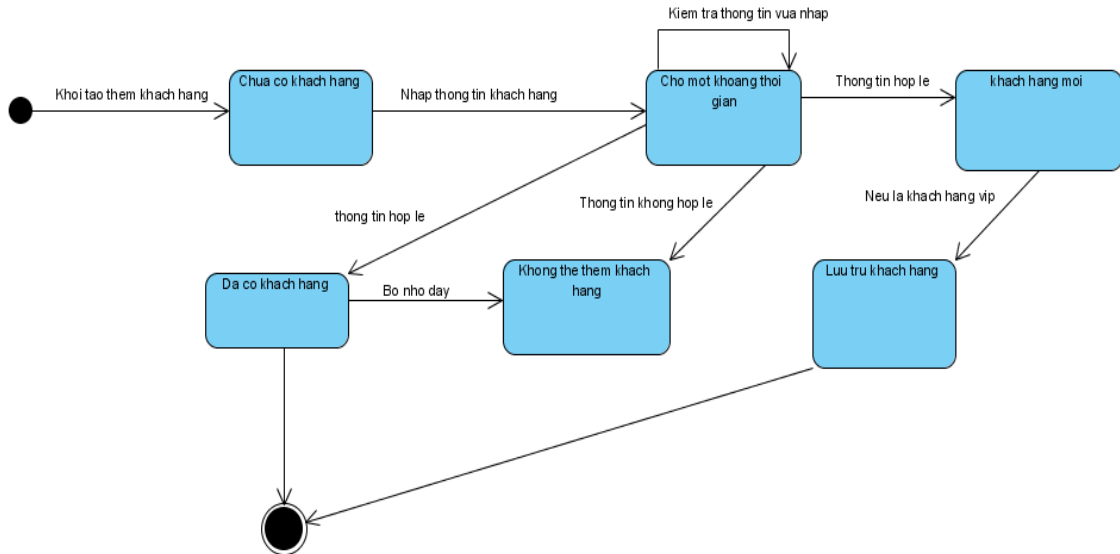 Kiem tra thong tin vua nhap
Khoi tao them khach hang
Chua co khach hang
Nhap thong tin khach hang
Cho mot khoang thoi
gian
Thong tin hop le
khach hang moi
thong tin hop le
Thong tin khong hop le
Neu la khach hang vip
Da co khach hang
Bo nho day
Khong the them khach
hang
Luu tru khach hang